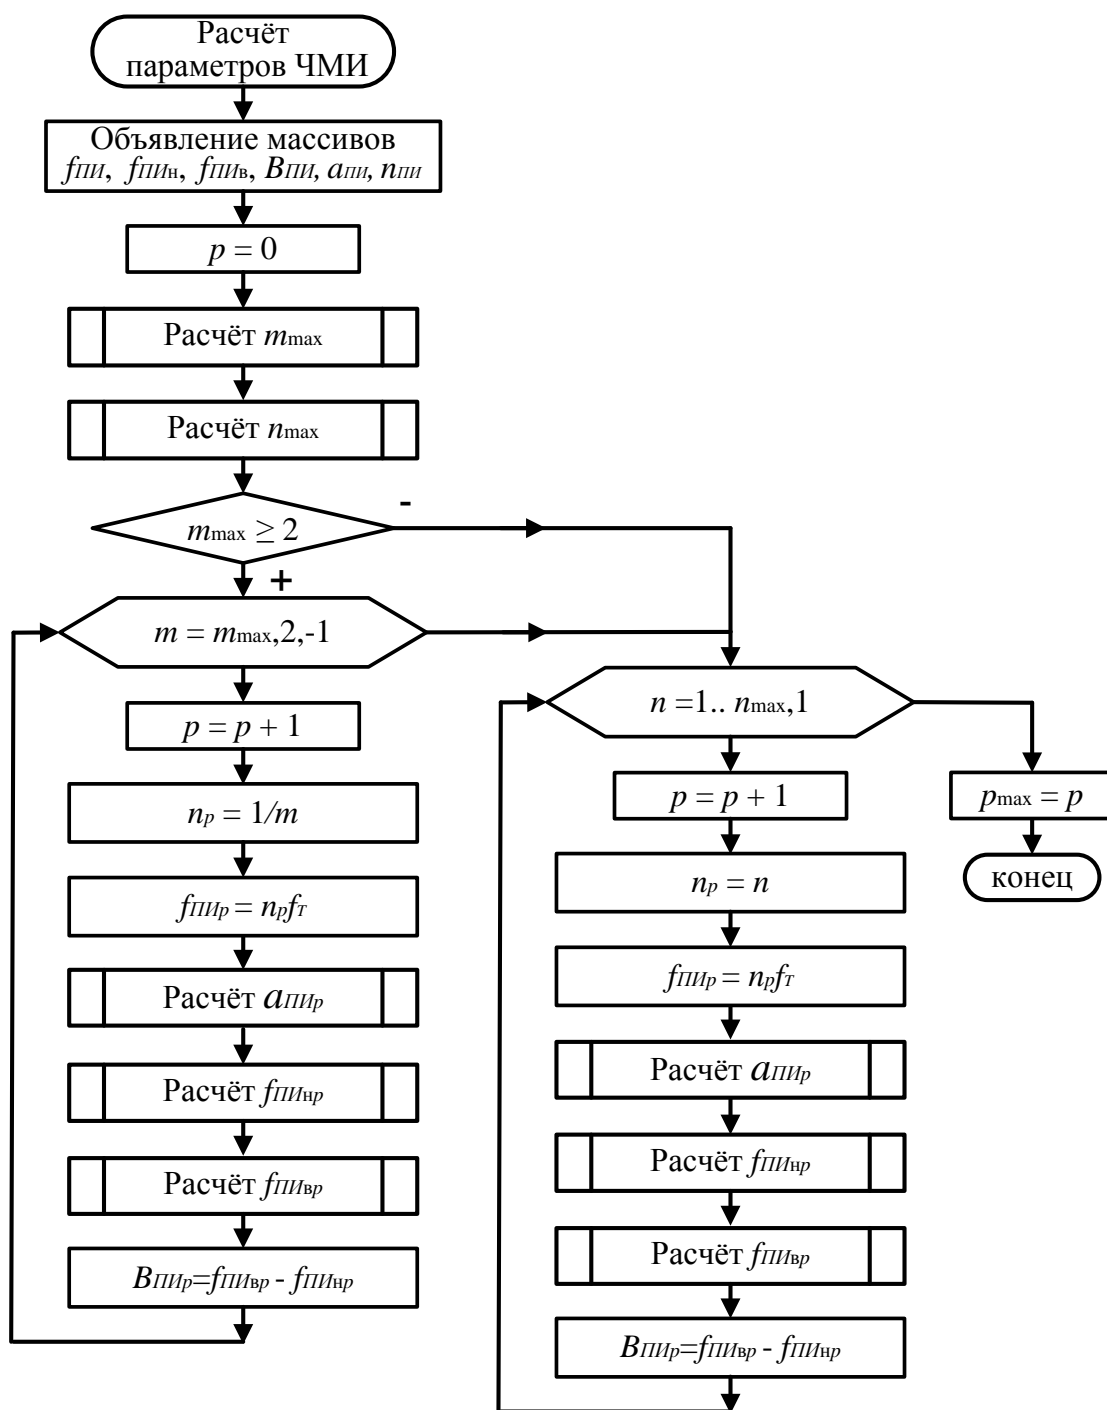 Расчёт
параметров ЧМИ
Объявление массивов
fПИ, fПИн, fПИв, BПИ, aПИ, nПИ
p = 0
Расчёт mmax
Расчёт nmax
mmax ≥ 2
-
+
m = mmax,2,-1
p = p + 1
np = 1/m
fПИp = npfT
Расчёт aПИp
Расчёт fПИнp
Расчёт fПИвp
BПИp=fПИвp - fПИнp
n =1.. nmax,1
p = p + 1
np = n
fПИp = npfT
Расчёт aПИp
Расчёт fПИнp
Расчёт fПИвp
BПИp=fПИвp - fПИнp
pmax = p
конец